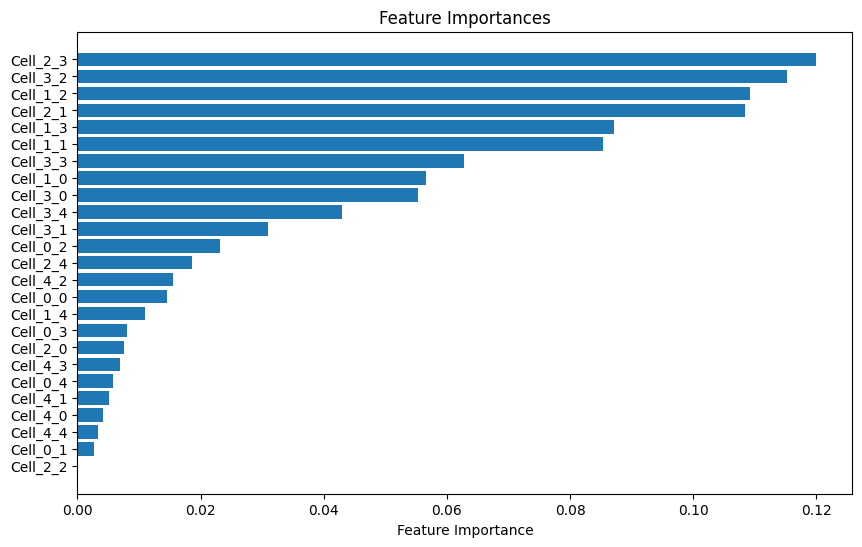 Feature Importances
Cell_2_3
Cell_3_2
Cell_1_2
Cell_2_1
Cell_1_3
Cell_1_1
Cell_3_3
Cell_1_0
Cell_3_0
Cell_3_4
Cell_3_1
Cell_0_2
Cell_2_4
Cell_4_2
Cell_0_0
Cell_1_4
Cell_0_3
Cell_2_0
Cell_4_3
Cell_0_4
Cell_4_1
Cell_4_0
Cell_4_4
Cell_0_1
Cell_2_2
0.00 0.02 0.04 0.06 0.08 0.10 0.12
Feature Importance